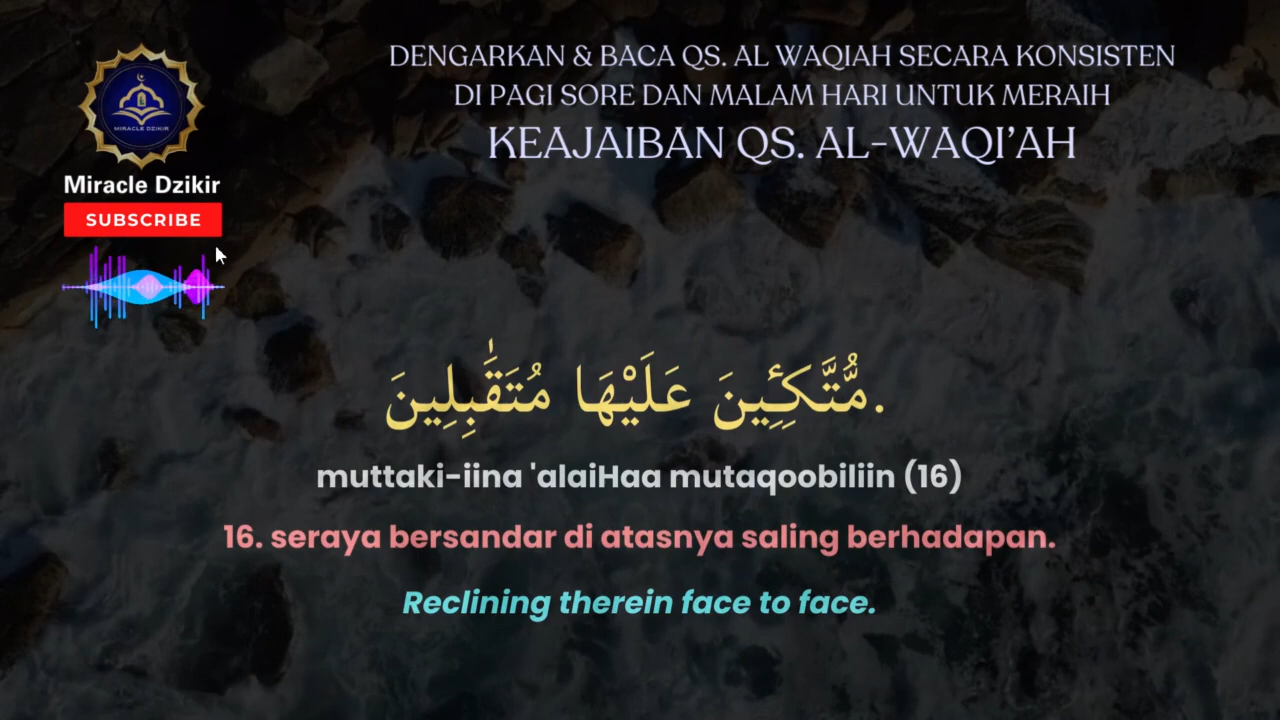 DENGARKAN & BACA QS. AL WAQIAH SECARA KONSISTEN
DI PAGI SORE DAN MALAM HARI UNTUK MERAIH
KEAJAIBAN QS. AL-WAQI'AH
MIRACLE DZIKIR
Miracle Dzikir
SUBSCRIBE
مُّتَّكِـِٔينَ عَلَيْهَا مُتَقَٰبِلِينَ.
muttaki-iina 'alaiHaa mutaqoobiliin (16)
16. seraya bersandar di atasnya saling berhadapan.
Reclining therein face to face.